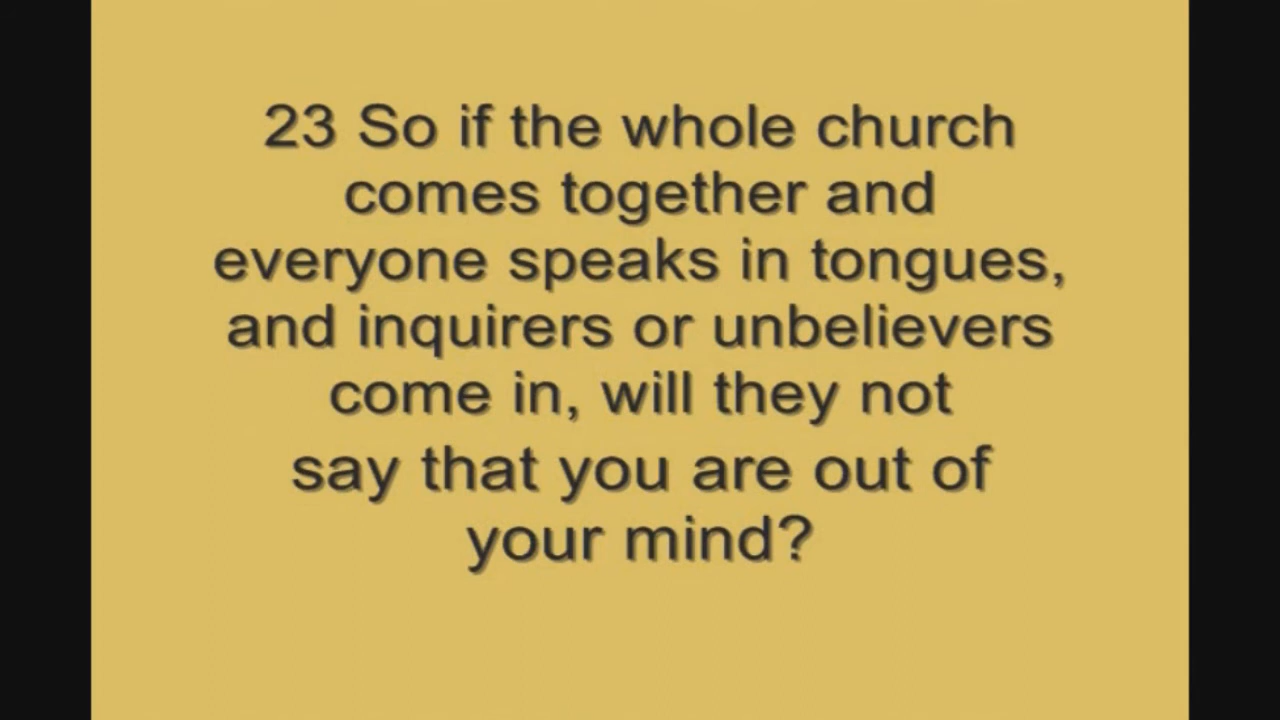 23 So if the whole church
comes together and
everyone speaks in tongues,
and inquirers or unbelievers
come in, will they not
say that you are out of
your mind?